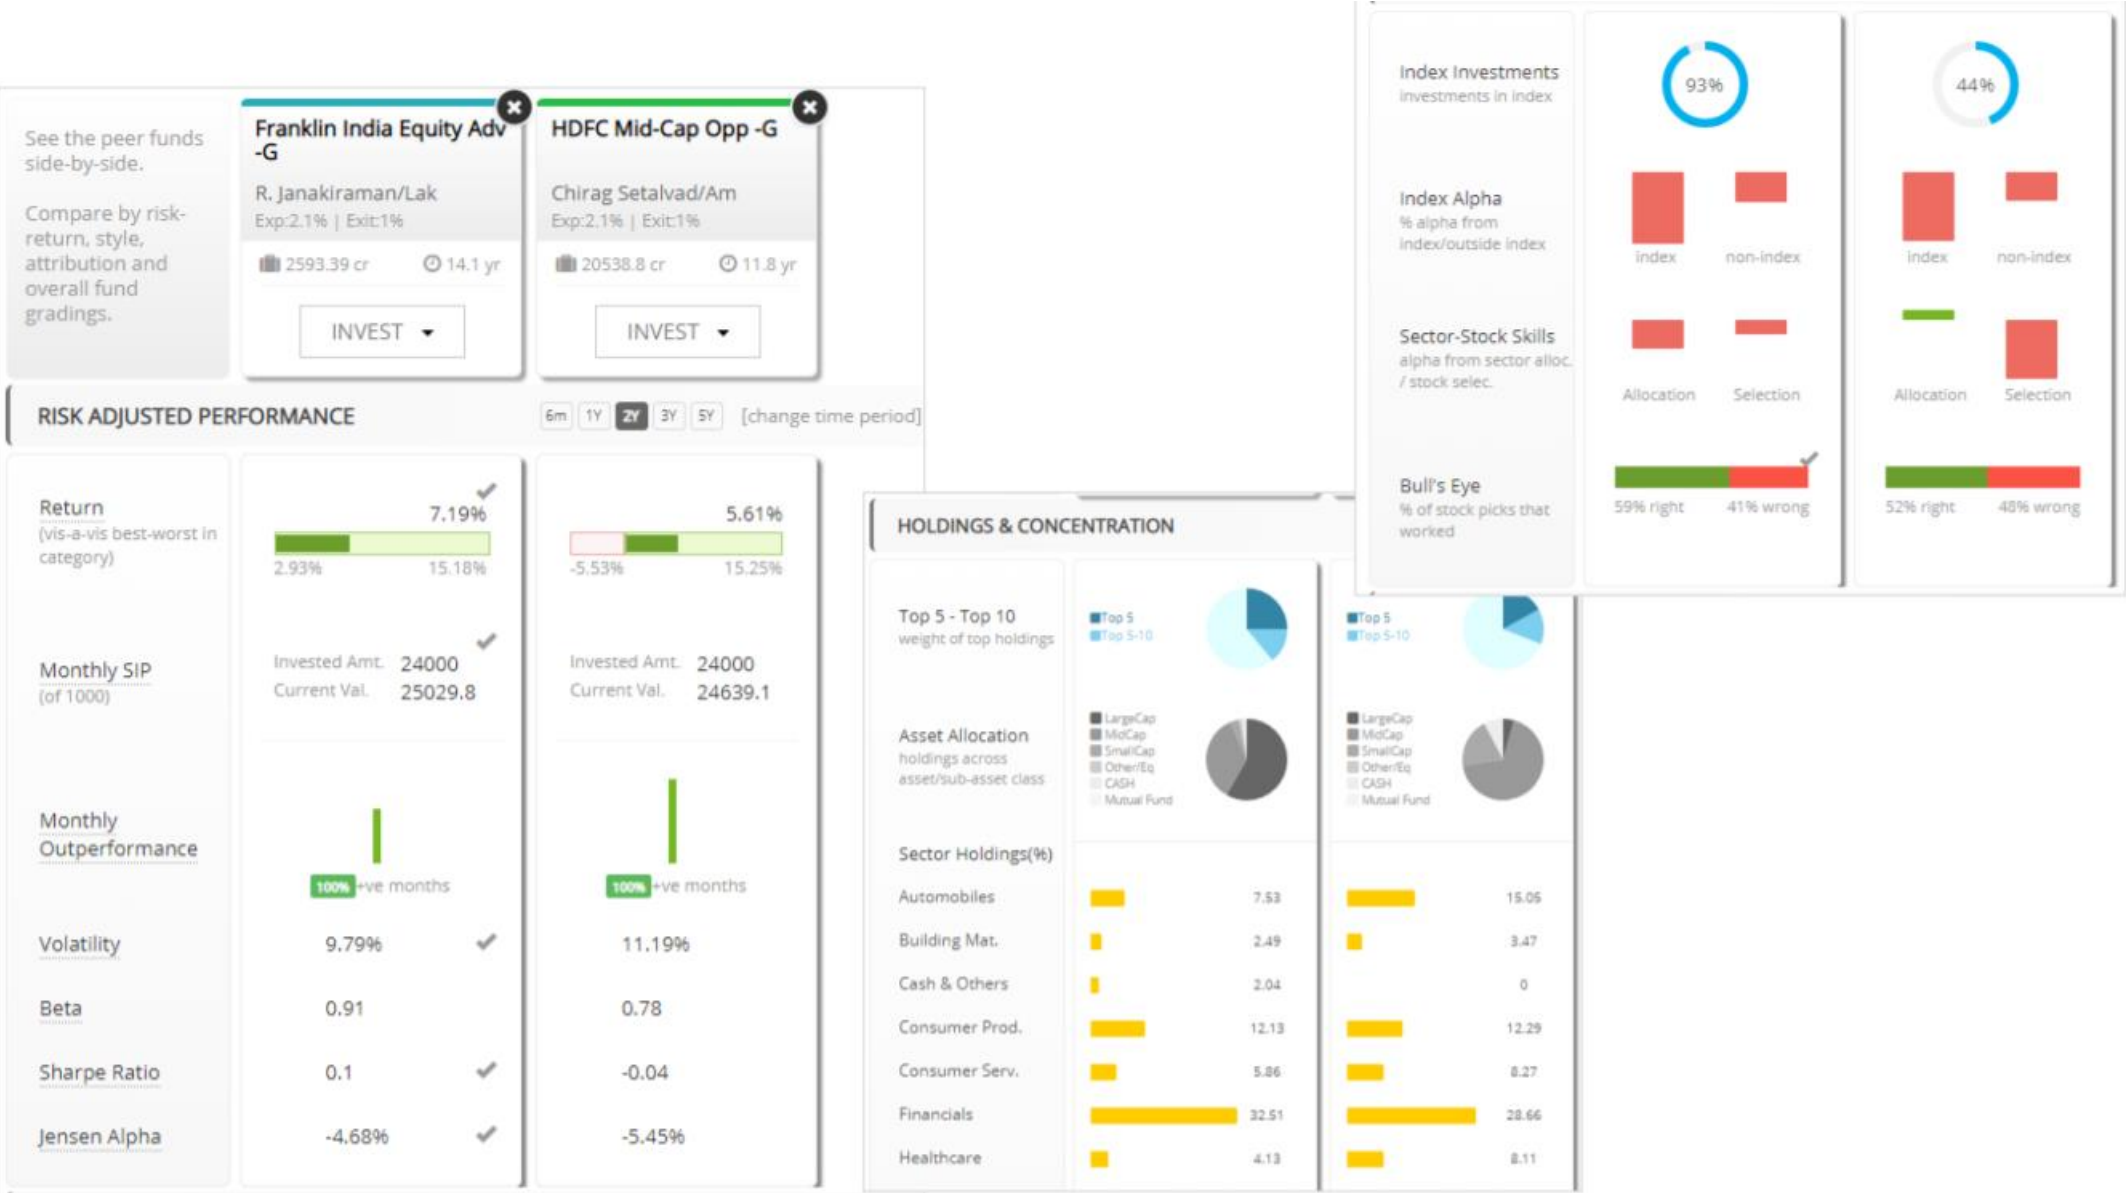 See the peer funds
side-by-side.
Compare by risk-
return, style,
attribution and
overall fund
gradings.
Franklin India Equity Adv
-G
R. Janakiraman/Lak
Exp:2.1% | Exit:1%
2593.39 cr 14.1 yr
INVEST
HDFC Mid-Cap Opp -G
Chirag Setalvad/Am
Exp:2.1% | Exit:1%
20538.8 cr 11.8 yr
INVEST
RISK ADJUSTED PERFORMANCE 6m 1Y 2Y 3Y 5Y [change time period]
Return
(vis-a-vis best-worst in
category)
7.19%
2.93% 15.18%
5.61%
-5.53% 15.25%
Monthly SIP
(of 1000)
Invested Amt. 24000
Current Val. 25029.8
Invested Amt. 24000
Current Val. 24639.1
Monthly
Outperformance
100% +ve months
100% +ve months
Volatility 9.79% 11.19%
Beta 0.91 0.78
Sharpe Ratio 0.1 -0.04
Jensen Alpha -4.68% -5.45%
HOLDINGS & CONCENTRATION
Top 5 - Top 10
weight of top holdings
Top 5
Top 5-10
Top 5
Top 5-10
Asset Allocation
holdings across
asset/sub-asset class
LargeCap
MidCap
SmallCap
Other/Eq
CASH
Mutual Fund
LargeCap
MidCap
SmallCap
Other/Eq
CASH
Mutual Fund
Sector Holdings(%)
Automobiles 7.53 15.05
Building Mat. 2.49 3.47
Cash & Others 2.04 0
Consumer Prod. 12.13 12.29
Consumer Serv. 5.86 8.27
Financials 32.51 28.66
Healthcare 4.13 8.11
Index Investments
investments in index
93% 44%
Index Alpha
% alpha from
index/outside index
index non-index index non-index
Sector-Stock Skills
alpha from sector alloc.
/ stock selec.
Allocation Selection Allocation Selection
Bull's Eye
% of stock picks that
worked
59% right 41% wrong 52% right 48% wrong